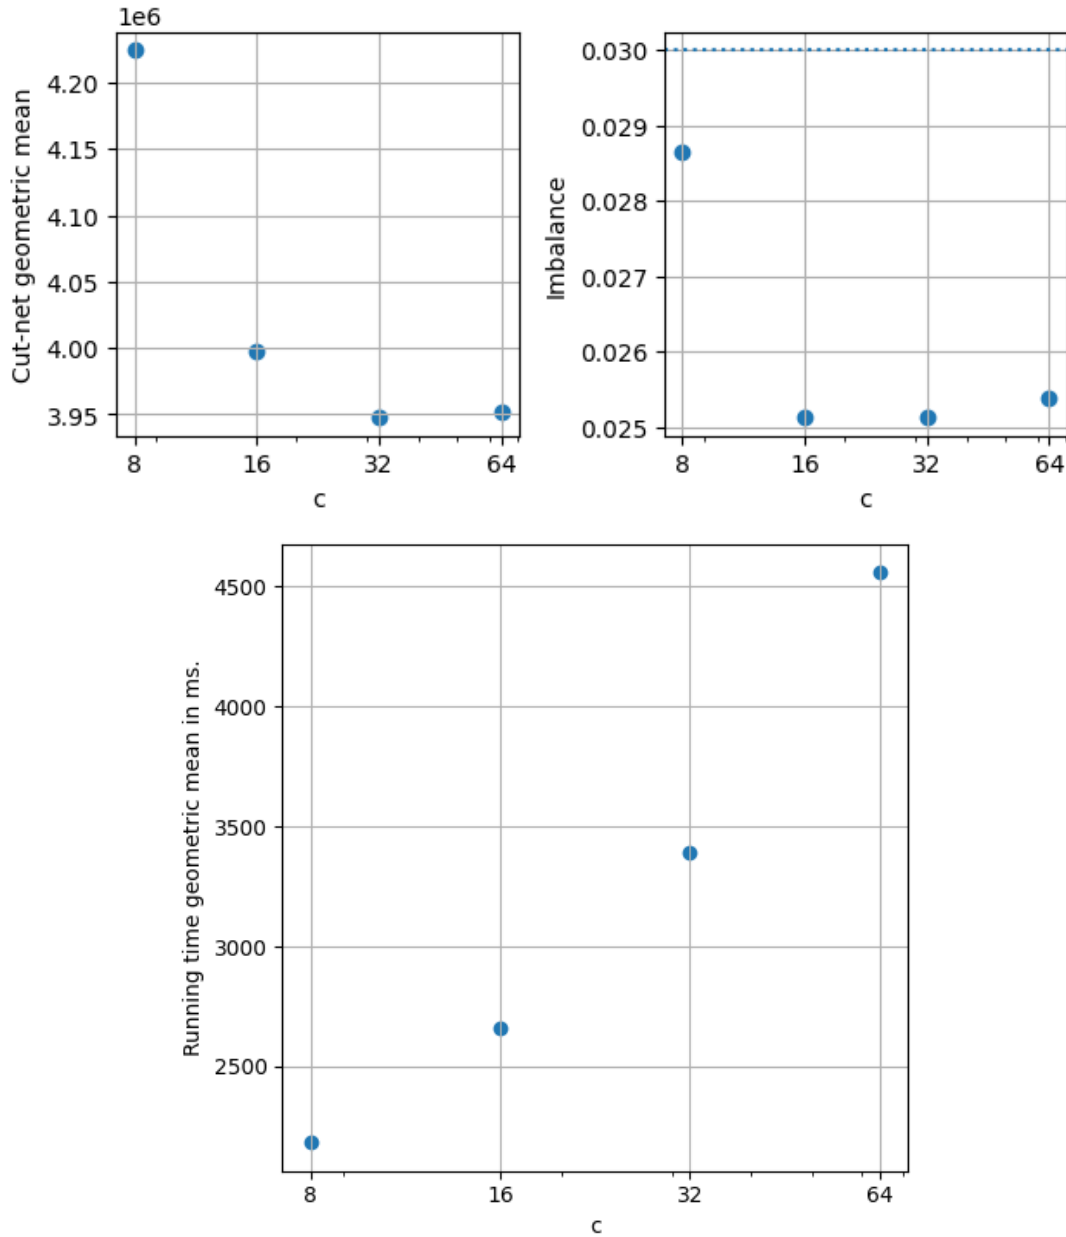 1e6
Cut-net geometric mean
4.20
4.15
4.10
4.05
4.00
3.95
8 16 32 64
c
Imbalance
0.030
0.029
0.028
0.027
0.026
0.025
8 16 32 64
c
Running time geometric mean in ms.
4500
4000
3500
3000
2500
8 16 32 64
c